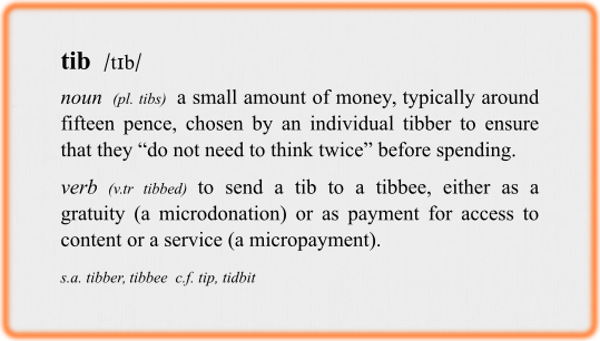 tib /tɪb/
noun (pl. tibs) a small amount of money, typically around
fifteen pence, chosen by an individual tibber to ensure
that they “do not need to think twice” before spending.
verb (v.tr tibbed) to send a tib to a tibbee, either as a
gratuity (a microdonation) or as payment for access to
content or a service (a micropayment).
s.a. tibber, tibbee c.f. tip, tidbit